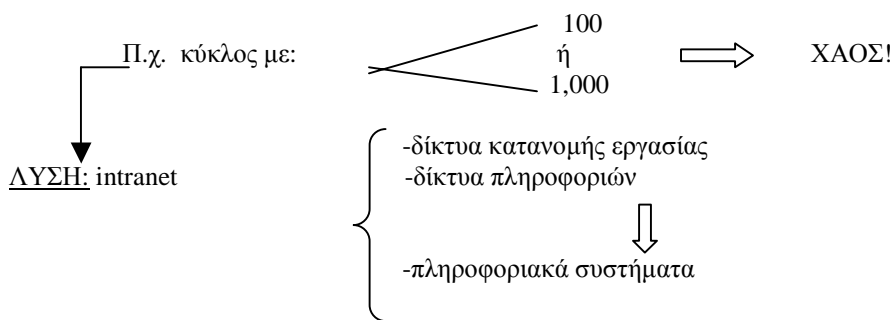 100
Π.χ. κύκλος με: ή ΧΑΟΣ!
1,000
-δίκτυα κατανομής εργασίας
ΛΥΣΗ: intranet -δίκτυα πληροφοριών
-πληροφοριακά συστήματα